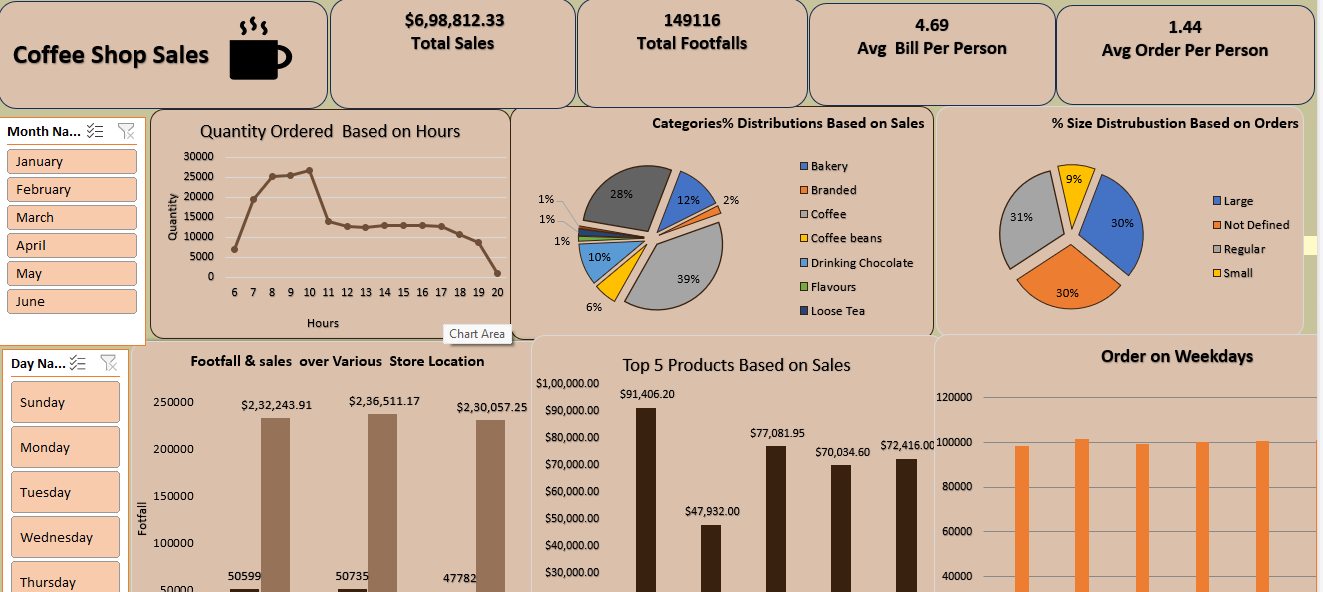 Coffee Shop Sales
$6,98,812.33
Total Sales
149116
Total Footfalls
4.69
Avg  Bill Per Person
1.44
Avg Order Per Person
Month Na...
January
February
March
April
May
June
Quantity Ordered  Based on Hours
Quantity
30000
25000
20000
15000
10000
5000
0
6 7 8 9 10 11 12 13 14 15 16 17 18 19 20
Hours
Chart Area
Categories% Distributions Based on Sales
28%
12%
2%
39%
6%
10%
1%
1%
1%
Bakery
Branded
Coffee
Coffee beans
Drinking Chocolate
Flavours
Loose Tea
% Size Distrubustion Based on Orders
9%
30%
30%
31%
Large
Not Defined
Regular
Small
Day Na...
Sunday
Monday
Tuesday
Wednesday
Thursday
Footfall & sales  over Various  Store Location
Fotfall
250000
200000
150000
100000
50000
$2,32,243.91
$2,36,511.17
$2,30,057.25
50599
50735
47782
Top 5 Products Based on Sales
$1,00,000.00
$90,000.00
$80,000.00
$70,000.00
$60,000.00
$50,000.00
$40,000.00
$30,000.00
$91,406.20
$47,932.00
$77,081.95
$70,034.60
$72,416.00
Order on Weekdays
120000
100000
80000
60000
40000